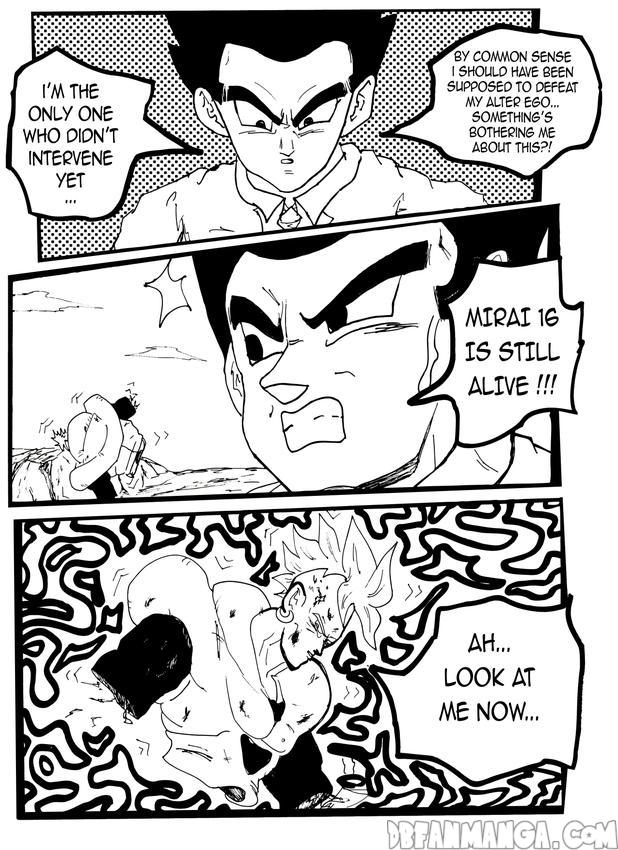 I'M THE
ONLY ONE
WHO DIDN'T
INTERVENE
YET
...
BY COMMON SENSE
I SHOULD HAVE BEEN
SUPPOSED TO DEFEAT
MY ALTER EGO...
SOMETHING'S
BOTHERING ME
ABOUT THIS?!
MIRAI 16
IS STILL
ALIVE !!!
AH...
LOOK AT
ME NOW...
DBFANMANGA.COM